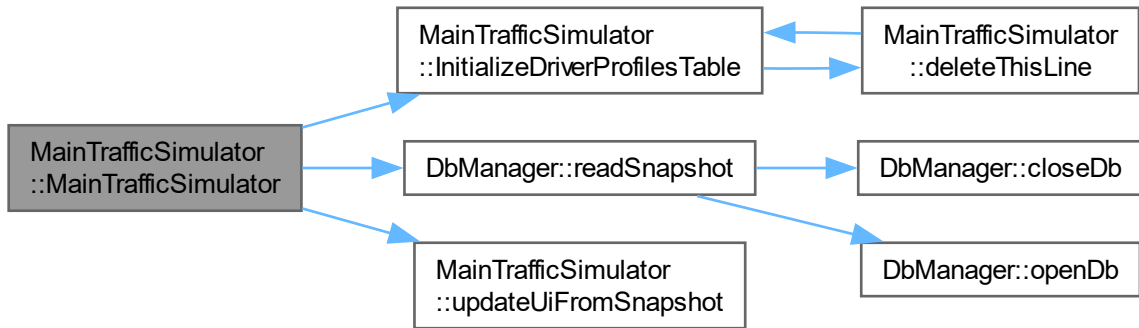 MainTrafficSimulator
::MainTrafficSimulator
MainTrafficSimulator
::InitializeDriverProfilesTable
MainTrafficSimulator
::deleteThisLine
DbManager::readSnapshot
DbManager::closeDb
DbManager::openDb
MainTrafficSimulator
::updateUiFromSnapshot